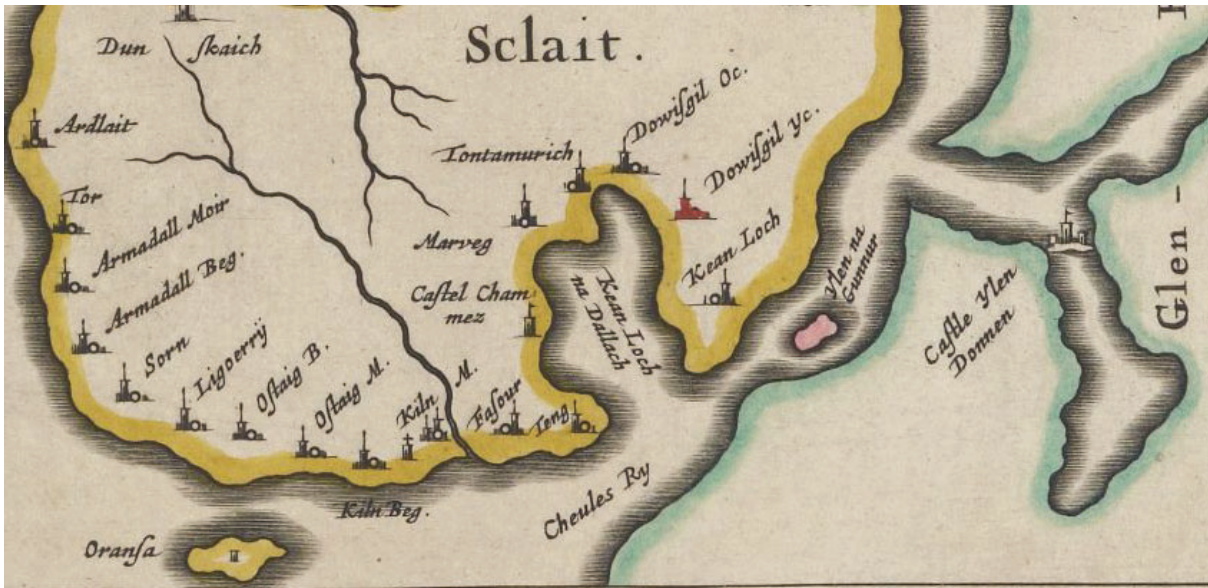 Sclait.
Dun
skaich
Ardlait
Tontamurich
Dowisgil Oc.
Dowisgil yc.
Tor
Armadall Moir
Marveg
Kean Loch
Armadall Beg.
Castel Cham
mez
Kean Loch
na Dallach
Ylen na
Gunnur
Castle Ylen
Donnen
Glen -
Sorn
Ligoerrÿ
Ostaig B.
Ostaig M.
Kiln M.
Fasour
Teng
Kiln Beg.
Cheules Ry
Oransa